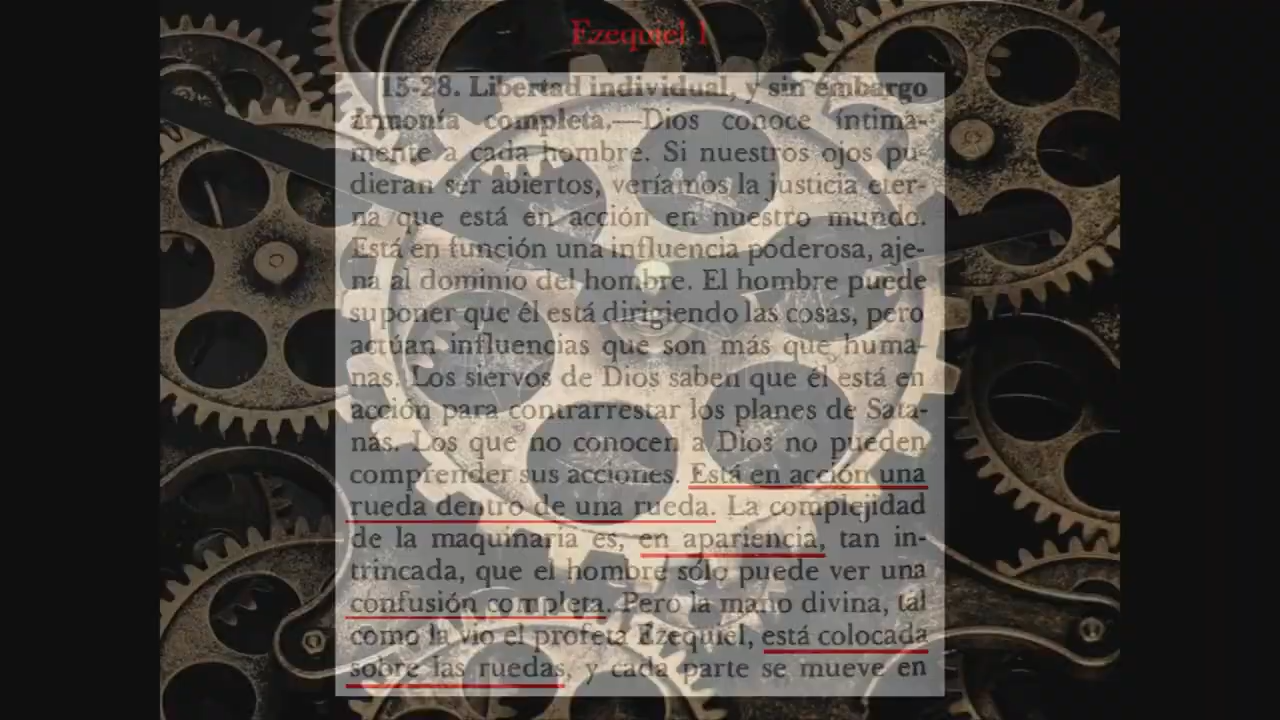 Ezequiel 1
15-28. Libertad individual, y sin embargo
armonía completa.—Dios conoce íntima-
mente a cada hombre. Si nuestros ojos pu-
dieran ser abiertos, veríamos la justicia eter-
na que está en acción en nuestro mundo.
Está en función una influencia poderosa, aje-
na al dominio del hombre. El hombre puede
suponer que él está dirigiendo las cosas, pero
actúan influencias que son más que huma-
nas. Los siervos de Dios saben que él está en
acción para contrarrestar los planes de Sata-
nás. Los que no conocen a Dios no pueden
comprender sus acciones. Está en acción una
rueda dentro de una rueda. La complejidad
de la maquinaria es, en apariencia, tan in-
trincada, que el hombre sólo puede ver una
confusión completa. Pero la mano divina, tal
como la vio el profeta Ezequiel, está colocada
sobre las ruedas, y cada parte se mueve en